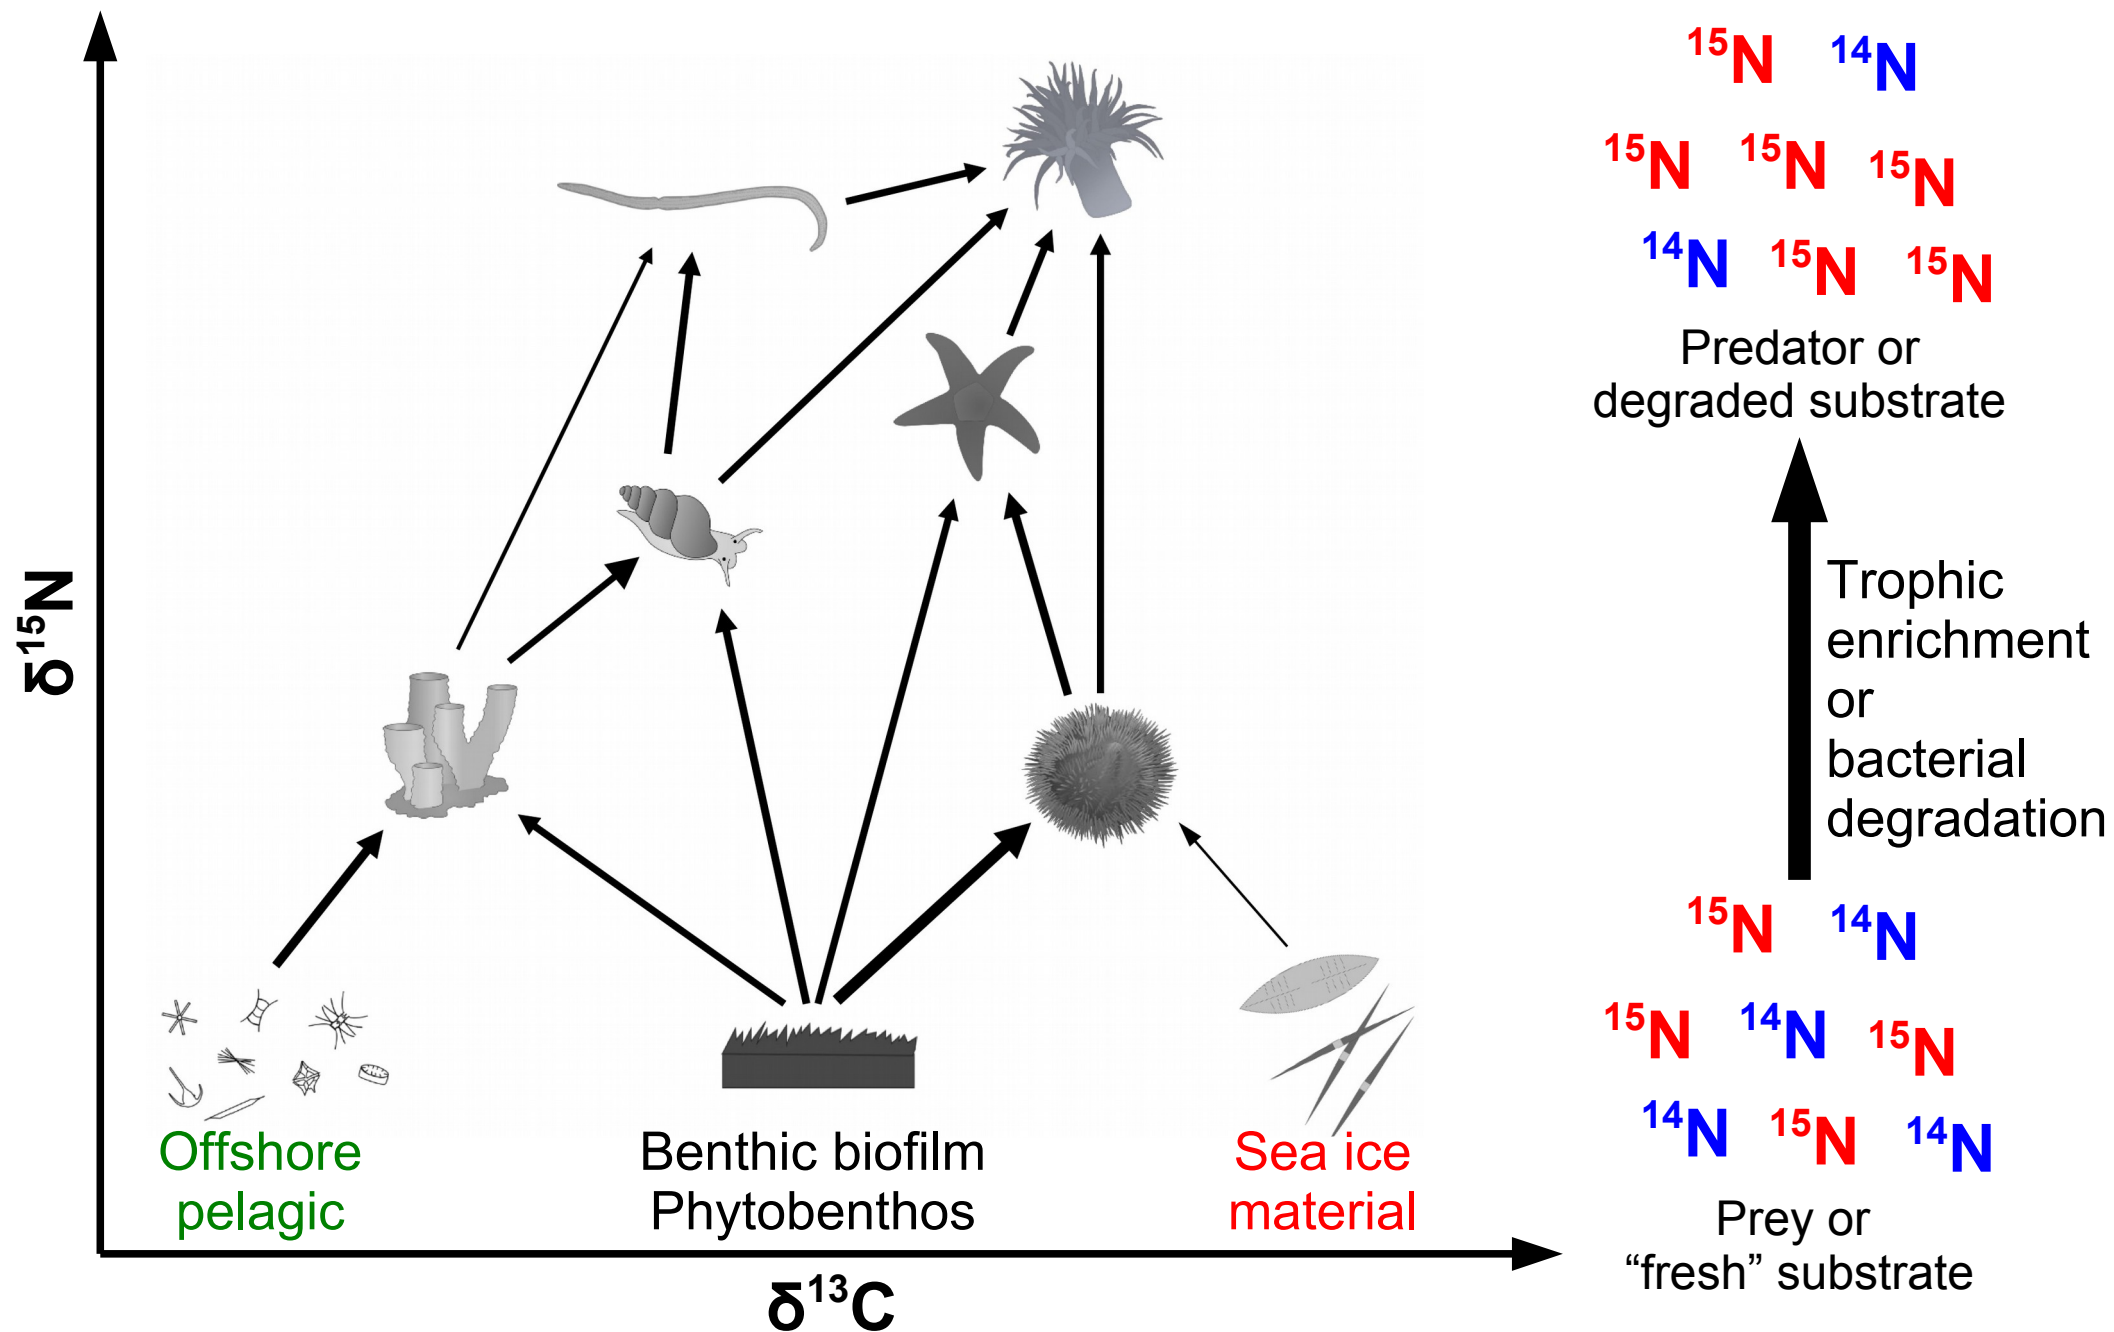 δ¹⁵N
Offshore
pelagic
Benthic biofilm
Phytobenthos
Sea ice
material
δ¹³C
¹⁵N ¹⁴N
¹⁵N ¹⁵N ¹⁵N
¹⁴N ¹⁵N ¹⁵N
Predator or
degraded substrate
Trophic
enrichment
or
bacterial
degradation
¹⁵N ¹⁴N
¹⁵N ¹⁴N ¹⁵N
¹⁴N ¹⁵N ¹⁴N
Prey or
“fresh” substrate